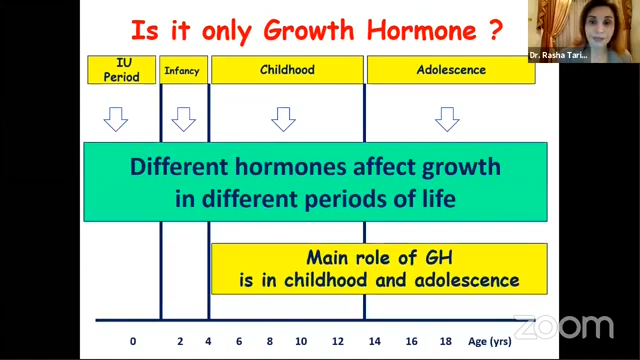 Is it only Growth Hormone ?
Dr. Rasha Tari...
IU
Period
Infancy
Childhood
Adolescence
Different hormones affect growth
in different periods of life
Main role of GH
is in childhood and adolescence
0 2 4 6 8 10 12 14 16 18 Age (yrs)
zoom